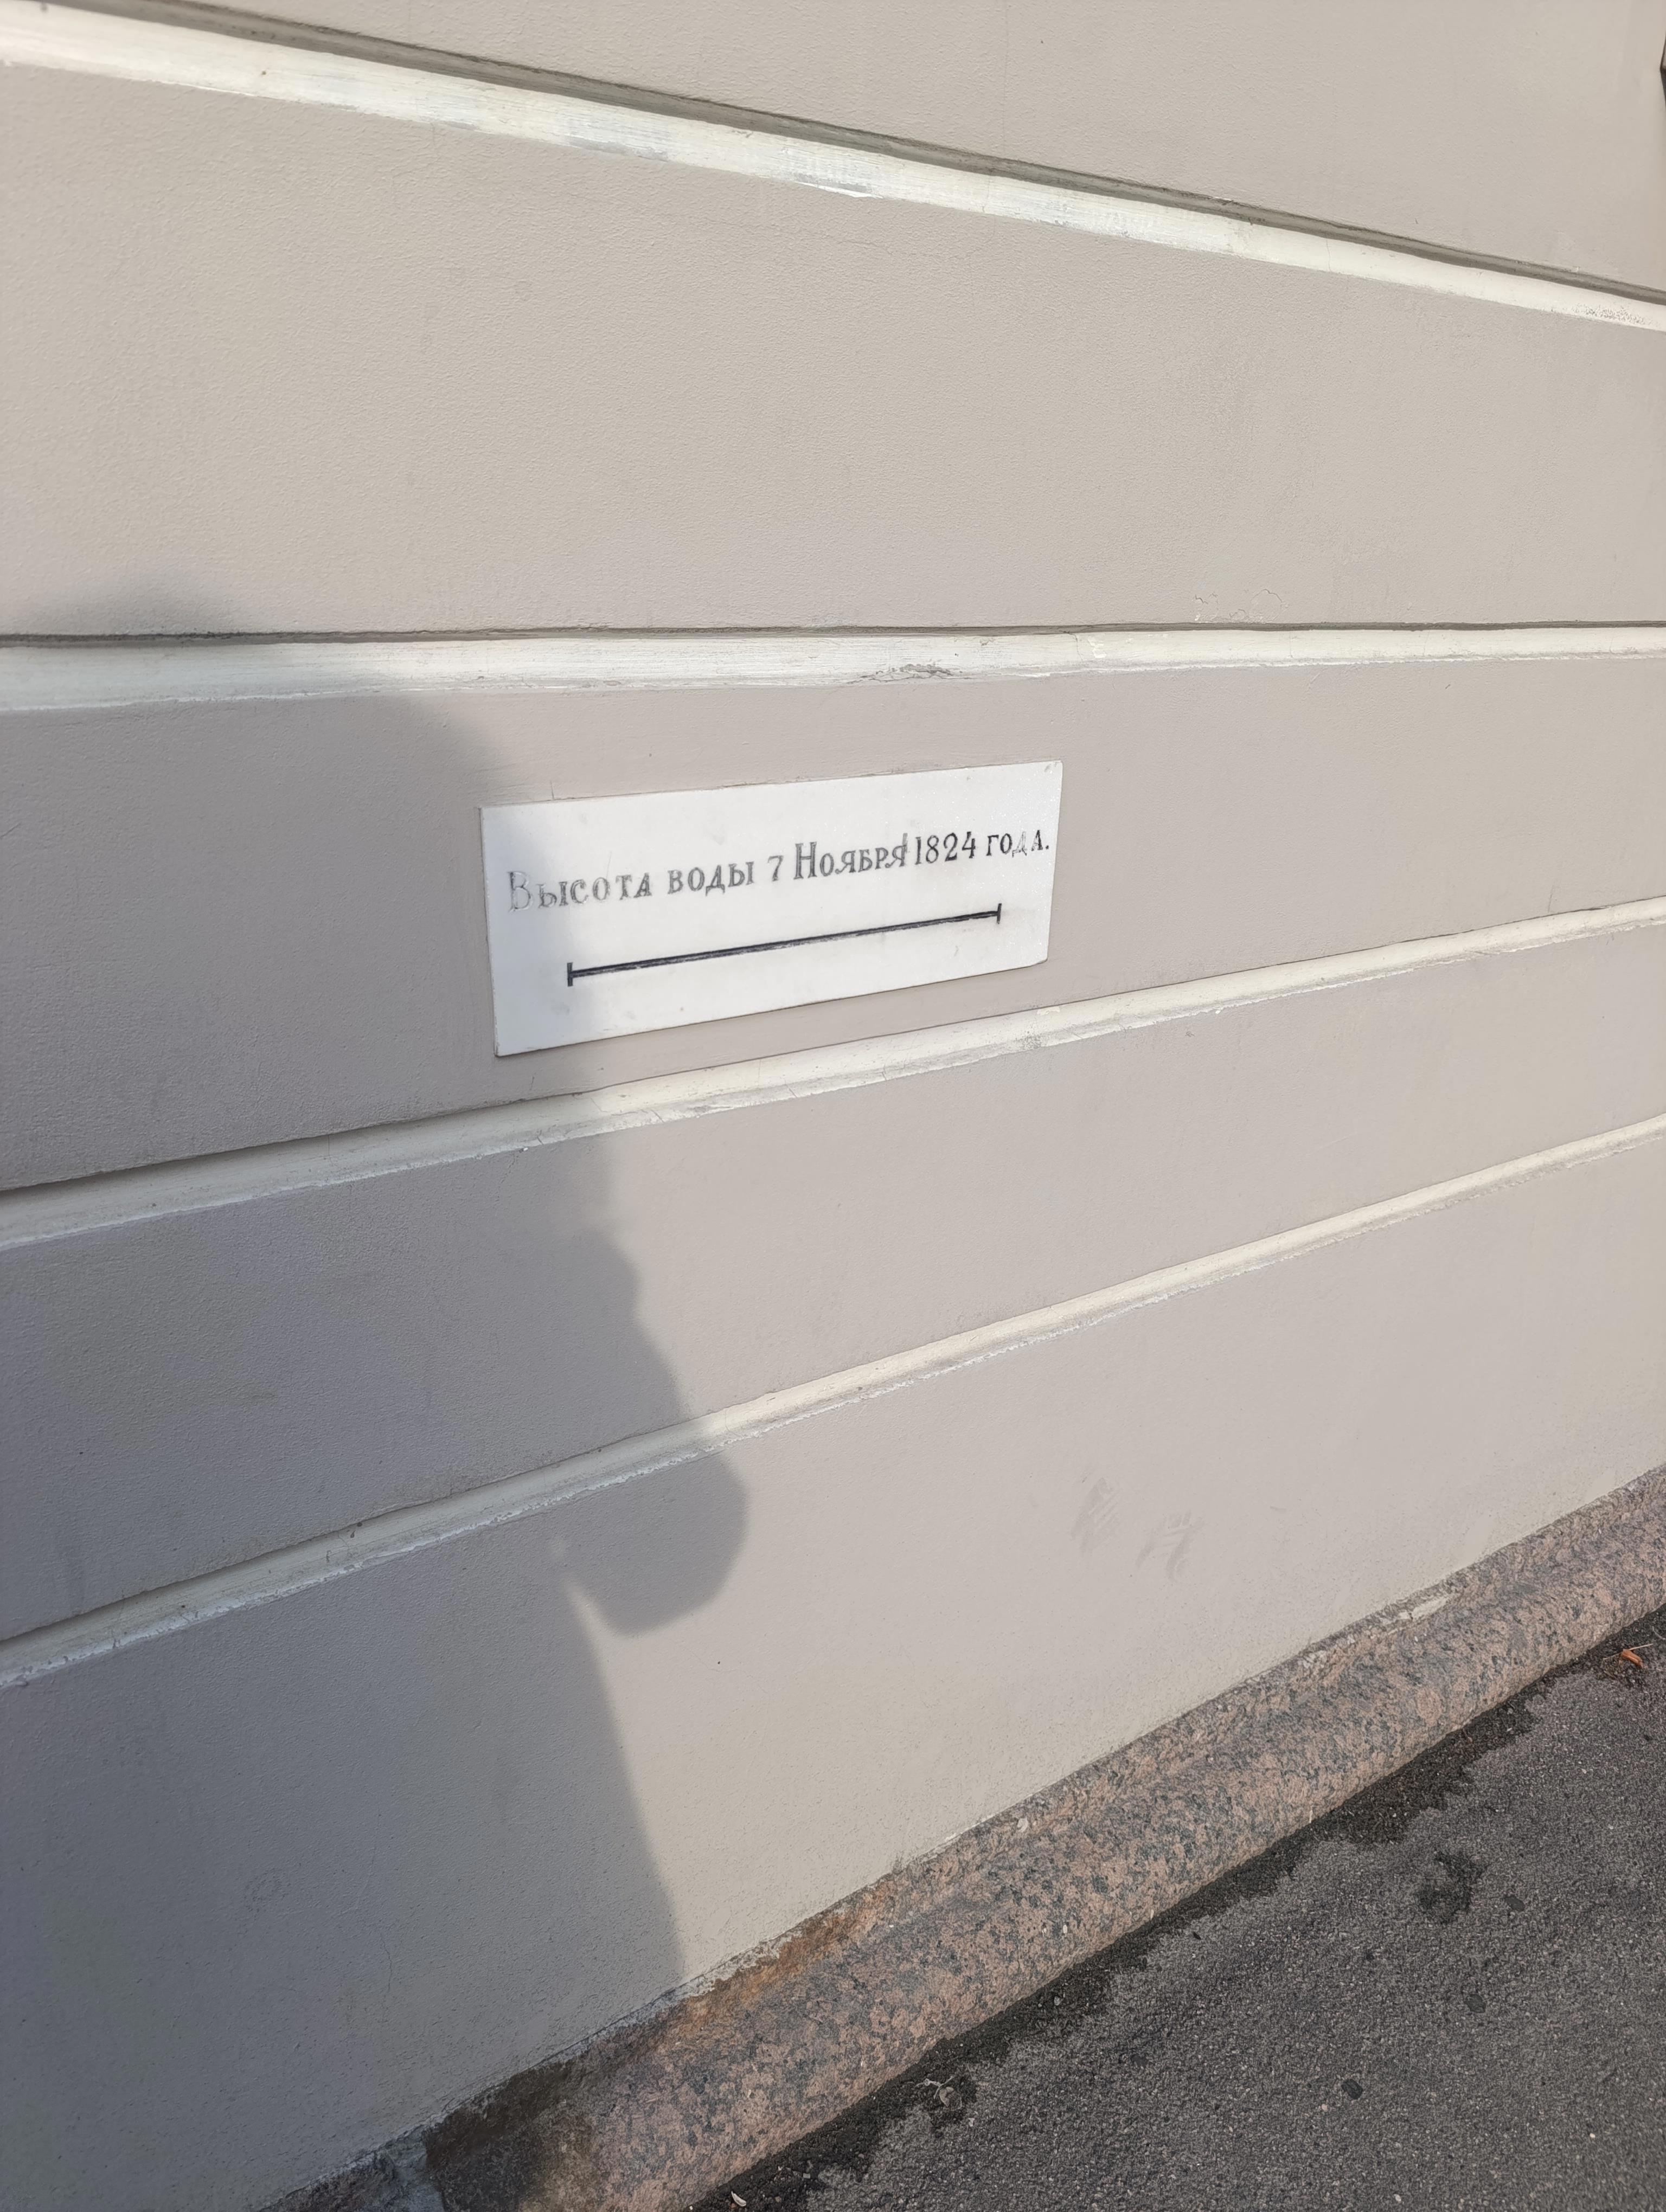 Высота воды 7 Ноября 1824 года.